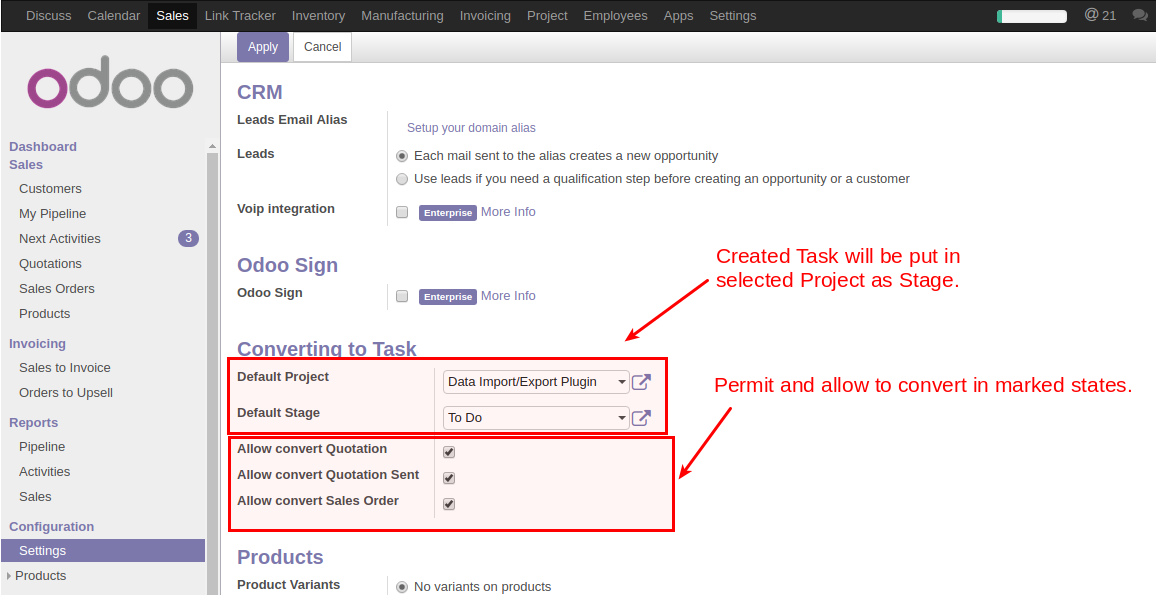 Discuss Calendar Sales Link Tracker Inventory Manufacturing Invoicing Project Employees Apps Settings @ 21
Apply Cancel
odoo
Dashboard
Sales
Customers
My Pipeline
Next Activities 3
Quotations
Sales Orders
Products
Invoicing
Sales to Invoice
Orders to Upsell
Reports
Pipeline
Activities
Sales
Configuration
Settings
Products
CRM
Leads Email Alias
Setup your domain alias
Leads
Each mail sent to the alias creates a new opportunity
Use leads if you need a qualification step before creating an opportunity or a customer
Voip integration
Enterprise More Info
Odoo Sign
Odoo Sign
Enterprise More Info
Created Task will be put in
selected Project as Stage.
Converting to Task
Default Project
Data Import/Export Plugin
Default Stage
To Do
Permit and allow to convert in marked states.
Allow convert Quotation
Allow convert Quotation Sent
Allow convert Sales Order
Products
Product Variants
No variants on products